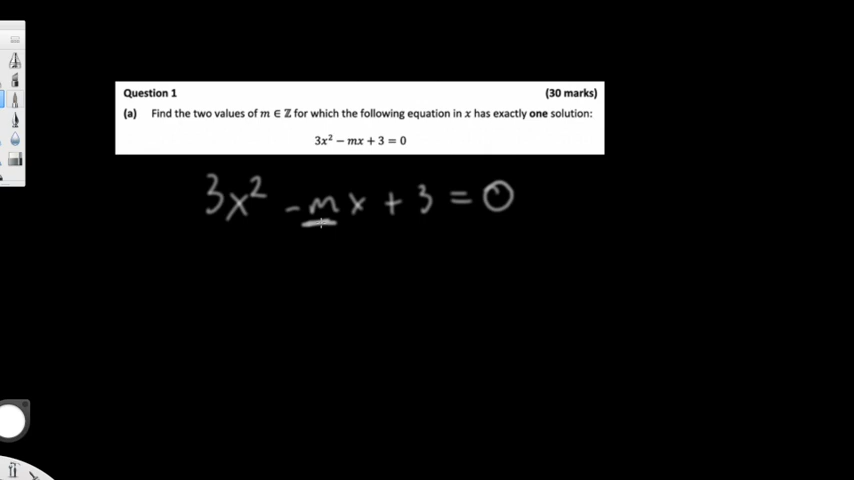 Question 1 (30 marks)
(a) Find the two values of m ∈ ℤ for which the following equation in x has exactly one solution:
3x² − mx + 3 = 0
3x² - mx + 3 = 0